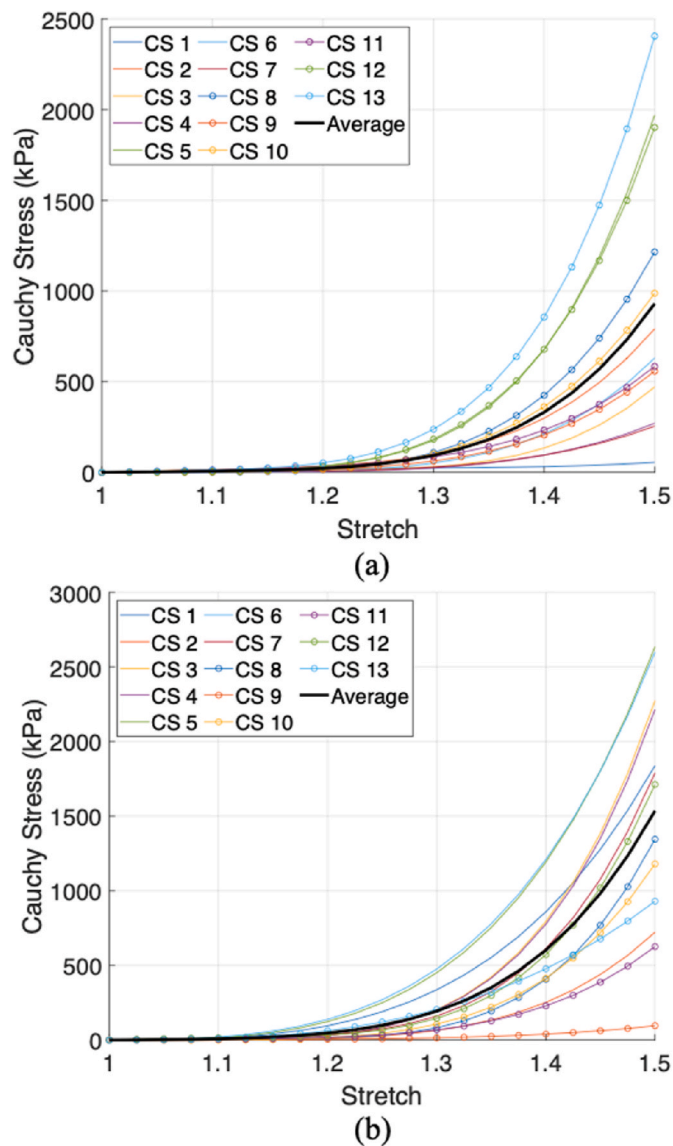 2500
2000
1500
1000
500
0
Cauchy Stress (kPa)
CS 1 CS 6 CS 11
CS 2 CS 7 CS 12
CS 3 CS 8 CS 13
CS 4 CS 9 Average
CS 5 CS 10
1 1.1 1.2 1.3 1.4 1.5
Stretch
(a)
3000
2500
2000
1500
1000
500
0
Cauchy Stress (kPa)
CS 1 CS 6 CS 11
CS 2 CS 7 CS 12
CS 3 CS 8 CS 13
CS 4 CS 9 Average
CS 5 CS 10
1 1.1 1.2 1.3 1.4 1.5
Stretch
(b)